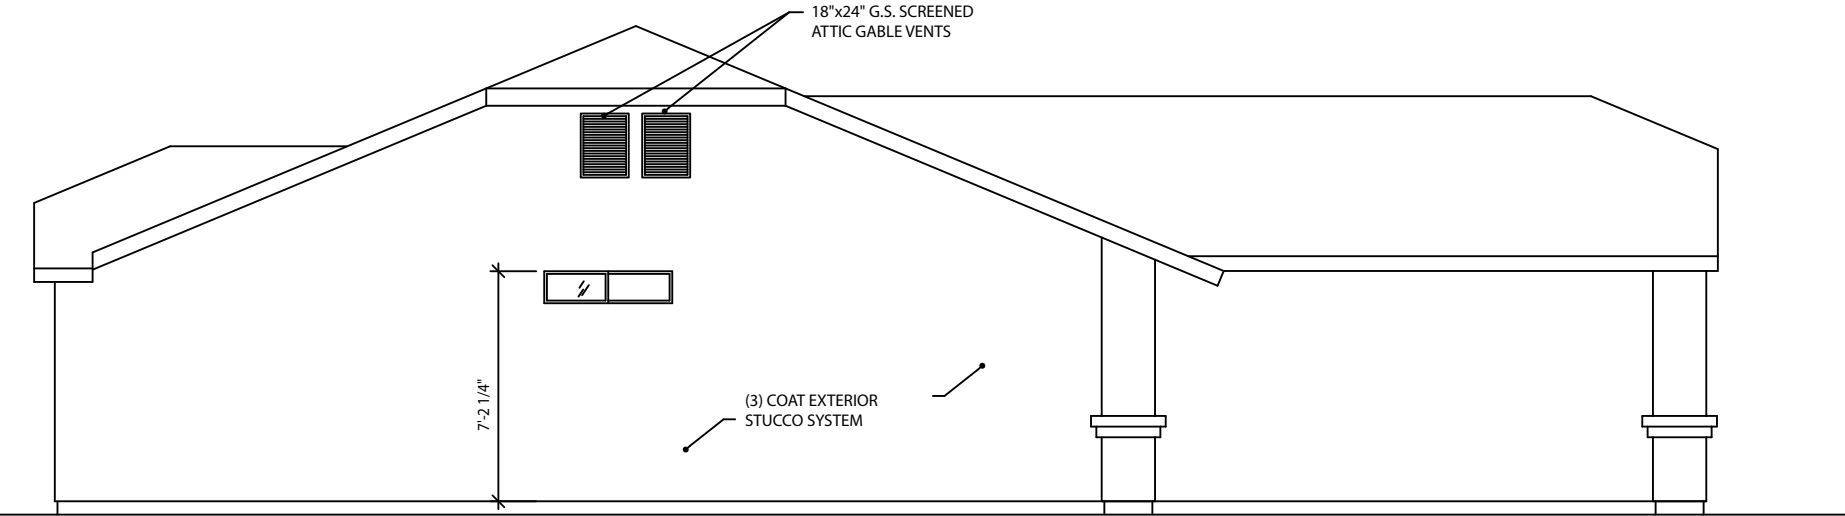 18"x24" G.S. SCREENED
ATTIC GABLE VENTS
7'-2 1/4"
(3) COAT EXTERIOR
STUCCO SYSTEM